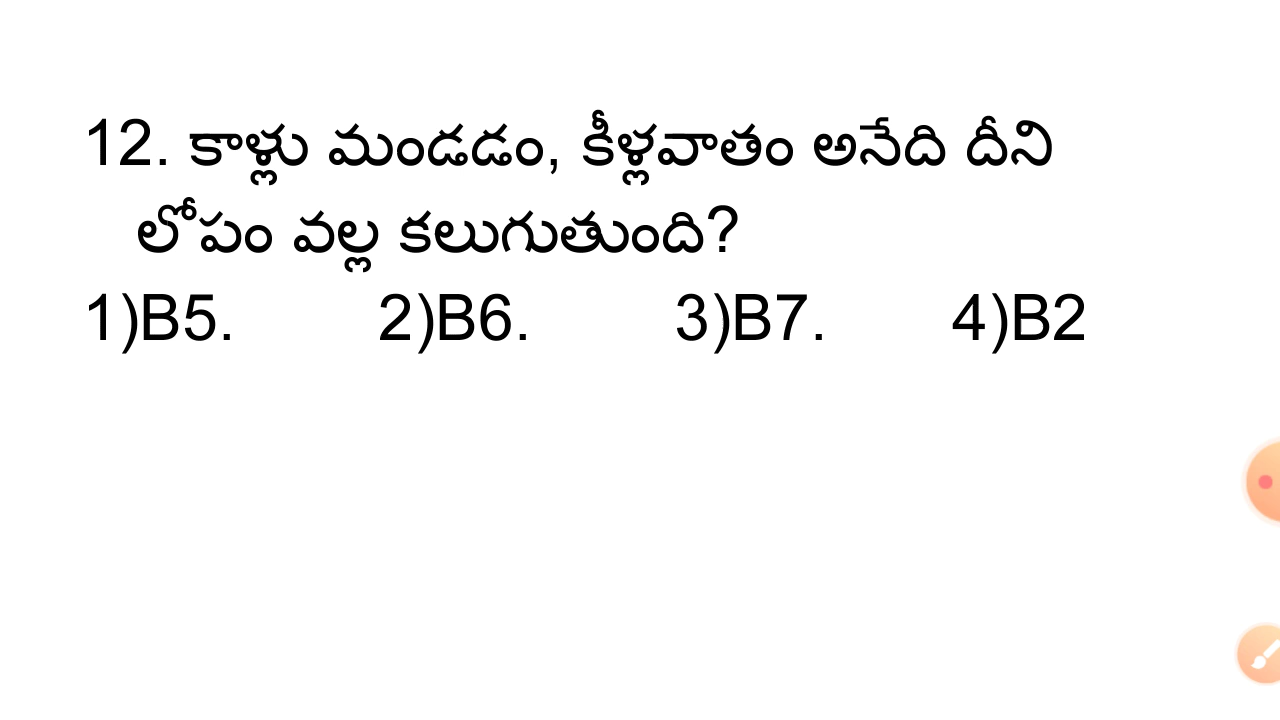 12. కాళ్లు మండడం, కీళ్లవాతం అనేది దీని
లోపం వల్ల కలుగుతుంది?
1)B5. 2)B6. 3)B7. 4)B2